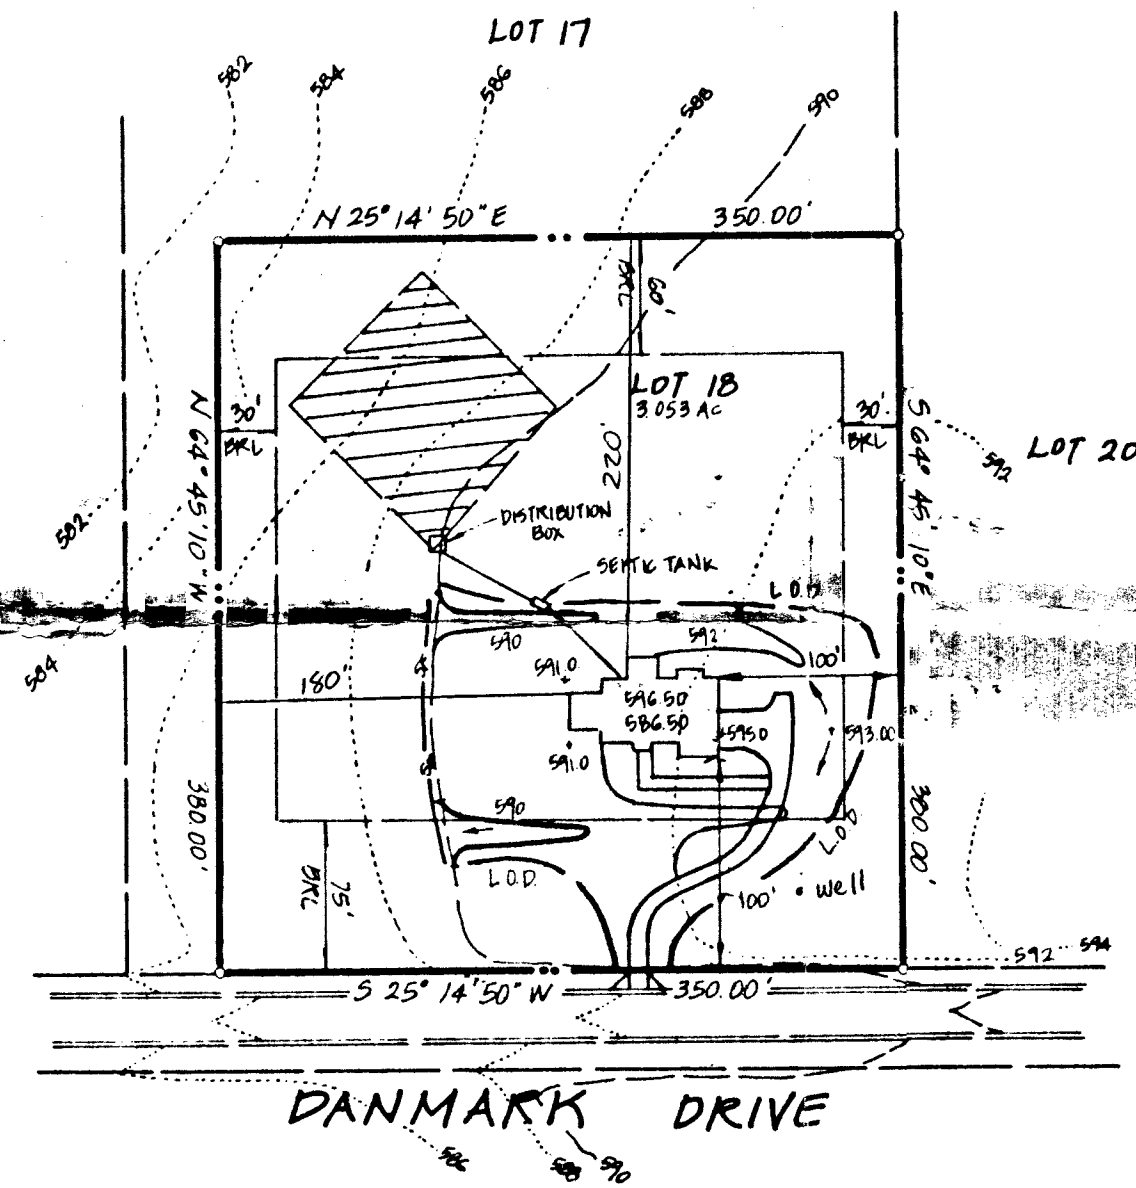 LOT 17
582
584
586
588
590
N 25° 14' 50" E
350.00'
BRL
60'
LOT 18
3.053 AC
30'
BRL
30'
BRL
N 64° 45' 10" W
S 64° 45' 10" E
592
LOT 20
220'
DISTRIBUTION
BOX
582
SEPTIC TANK
L.O.D.
590
592
584
591.0
100'
180'
596.50
586.50
595.0
593.00
591.0
380.00'
590
L.O.D
BRL
75'
L.O.D.
100'
well
592
594
S 25° 14' 50" W
350.00'
DANMARK DRIVE
586
588
590